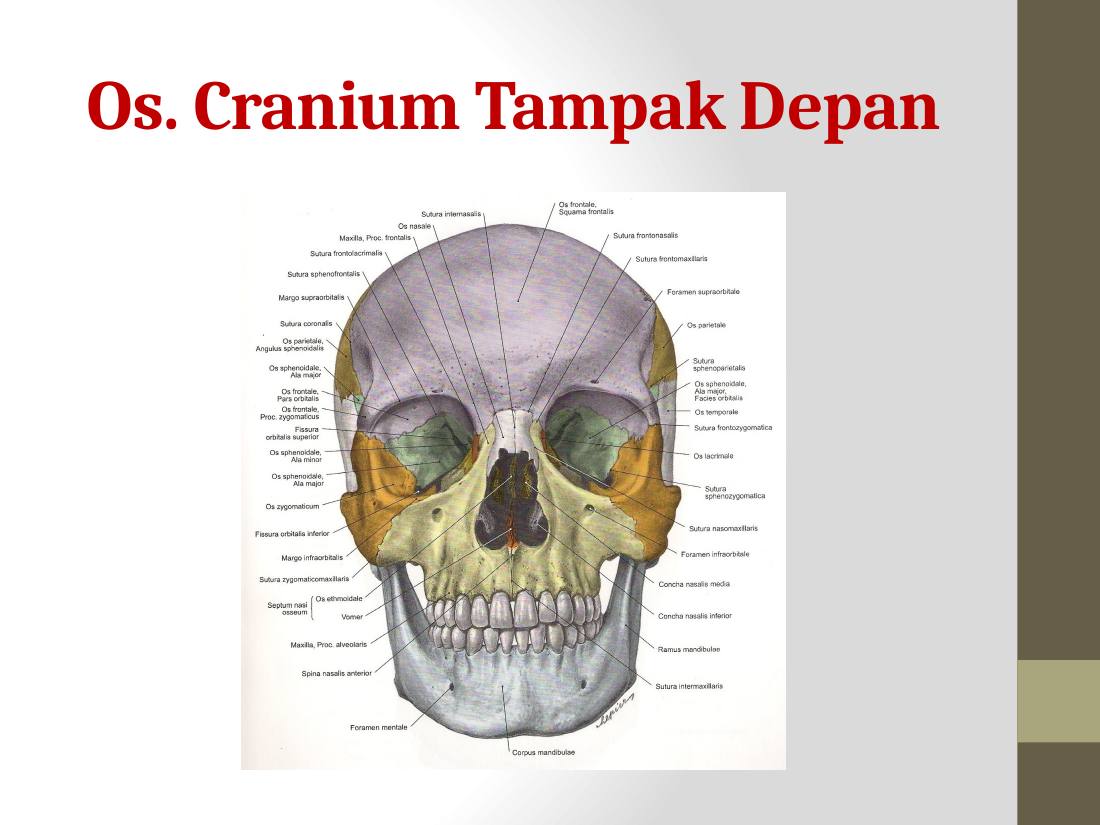 Os. Cranium Tampak Depan
Sutura internasalis
Os nasale
Maxilla, Proc. frontalis
Sutura frontolacrimalis
Sutura sphenofrontalis
Margo supraorbitalis
Sutura coronalis
Os parietale,
Angulus sphenoidalis
Os sphenoidale,
Ala major
Os frontale,
Pars orbitalis
Os frontale,
Proc. zygomaticus
Fissura
orbitalis superior
Os sphenoidale,
Ala minor
Os sphenoidale,
Ala major
Os zygomaticum
Fissura orbitalis inferior
Margo infraorbitalis
Sutura zygomaticomaxillaris
Septum nasi
osseum
Os ethmoidale
Vomer
Maxilla, Proc. alveolaris
Spina nasalis anterior
Foramen mentale
Os frontale,
Squama frontalis
Sutura frontonasalis
Sutura frontomaxillaris
Foramen supraorbitale
Os parietale
Sutura
sphenoparietalis
Os sphenoidale,
Ala major,
Facies orbitalis
Os temporale
Sutura frontozygomatica
Os lacrimale
Sutura
sphenozygomatica
Sutura nasomaxillaris
Foramen infraorbitale
Concha nasalis media
Concha nasalis inferior
Ramus mandibulae
Sutura intermaxillaris
Corpus mandibulae